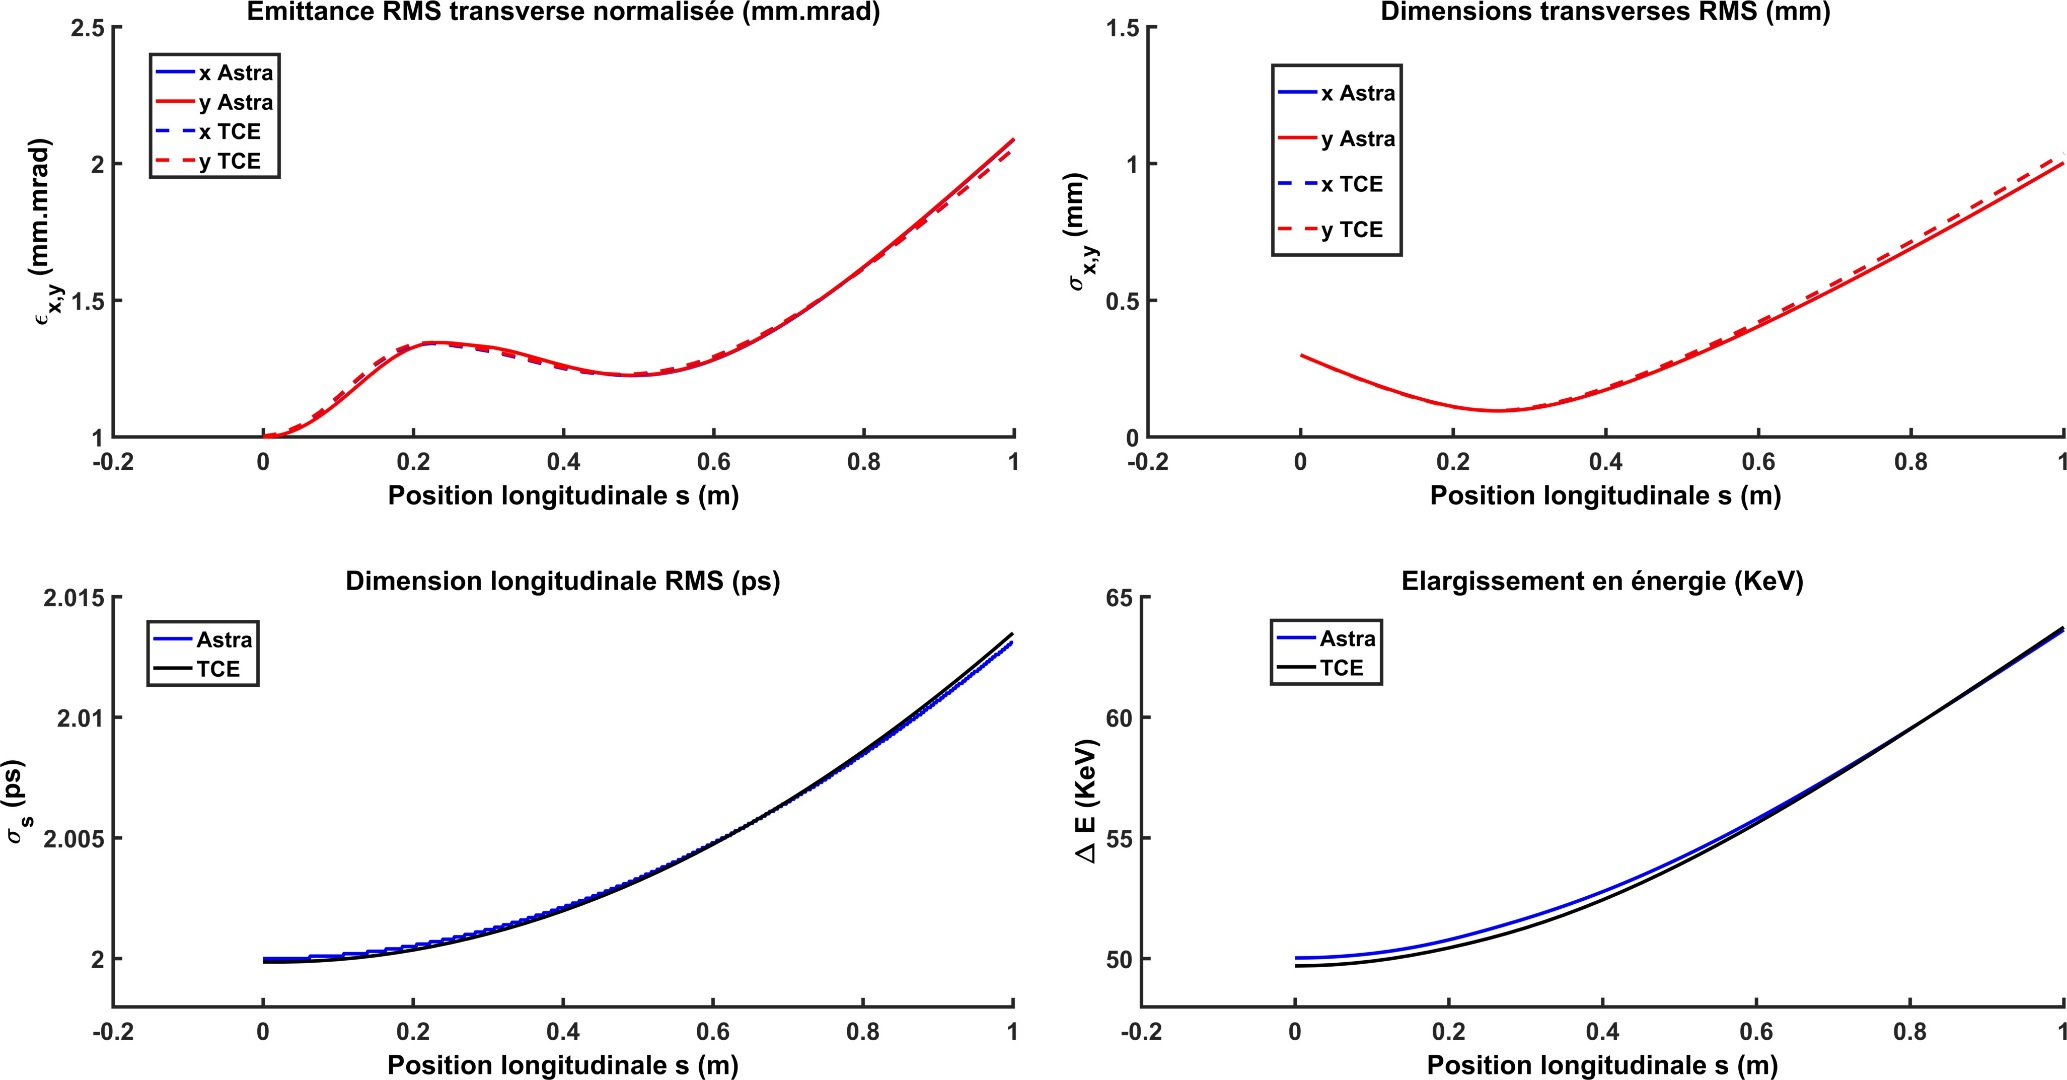 Emittance RMS transverse normalisée (mm.mrad)
2.5
2
1.5
1
ϵx,y (mm.mrad)
x Astra
y Astra
x TCE
y TCE
-0.2 0 0.2 0.4 0.6 0.8 1
Position longitudinale s (m)
Dimensions transverses RMS (mm)
1.5
1
0.5
0
σx,y (mm)
x Astra
y Astra
x TCE
y TCE
-0.2 0 0.2 0.4 0.6 0.8 1
Position longitudinale s (m)
Dimension longitudinale RMS (ps)
2.015
2.01
2.005
2
σs (ps)
Astra
TCE
-0.2 0 0.2 0.4 0.6 0.8 1
Position longitudinale s (m)
Elargissement en énergie (KeV)
65
60
55
50
Δ E (KeV)
Astra
TCE
-0.2 0 0.2 0.4 0.6 0.8 1
Position longitudinale s (m)